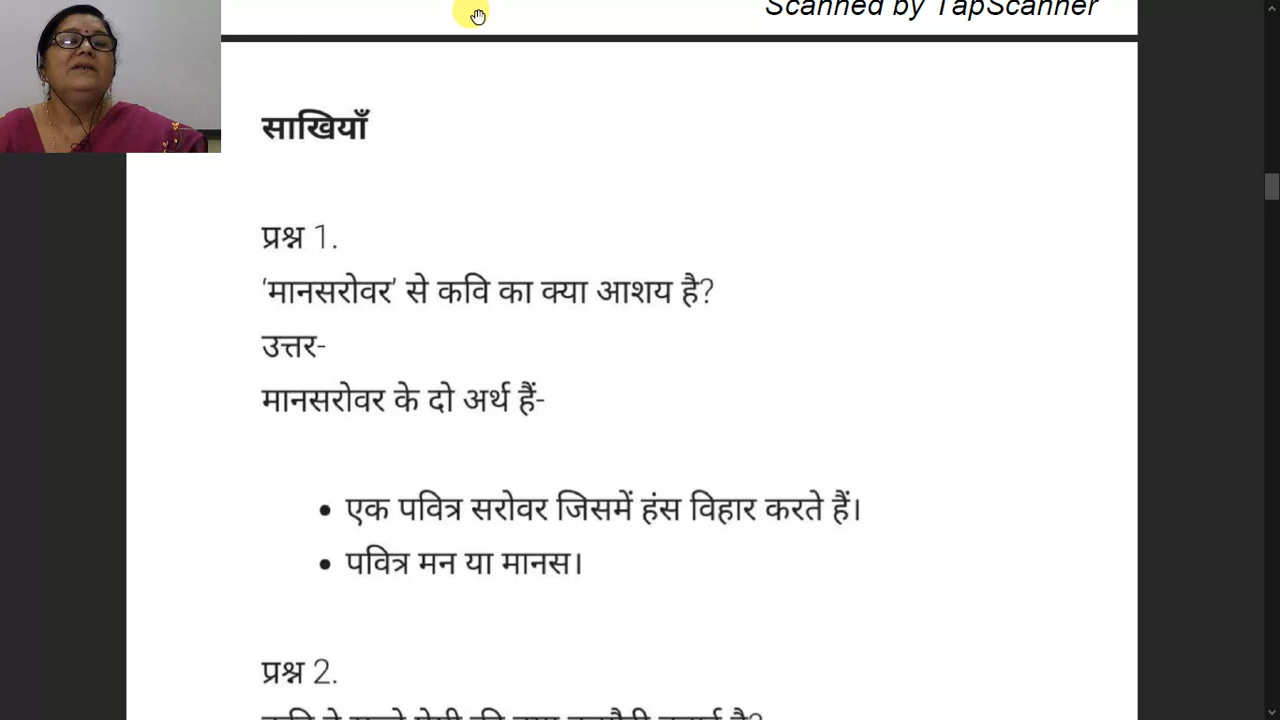 Scanned by TapScanner
साखियाँ
प्रश्न 1.
‘मानसरोवर’ से कवि का क्या आशय है?
उत्तर-
मानसरोवर के दो अर्थ हैं-
• एक पवित्र सरोवर जिसमें हंस विहार करते हैं।
• पवित्र मन या मानस।
प्रश्न 2.